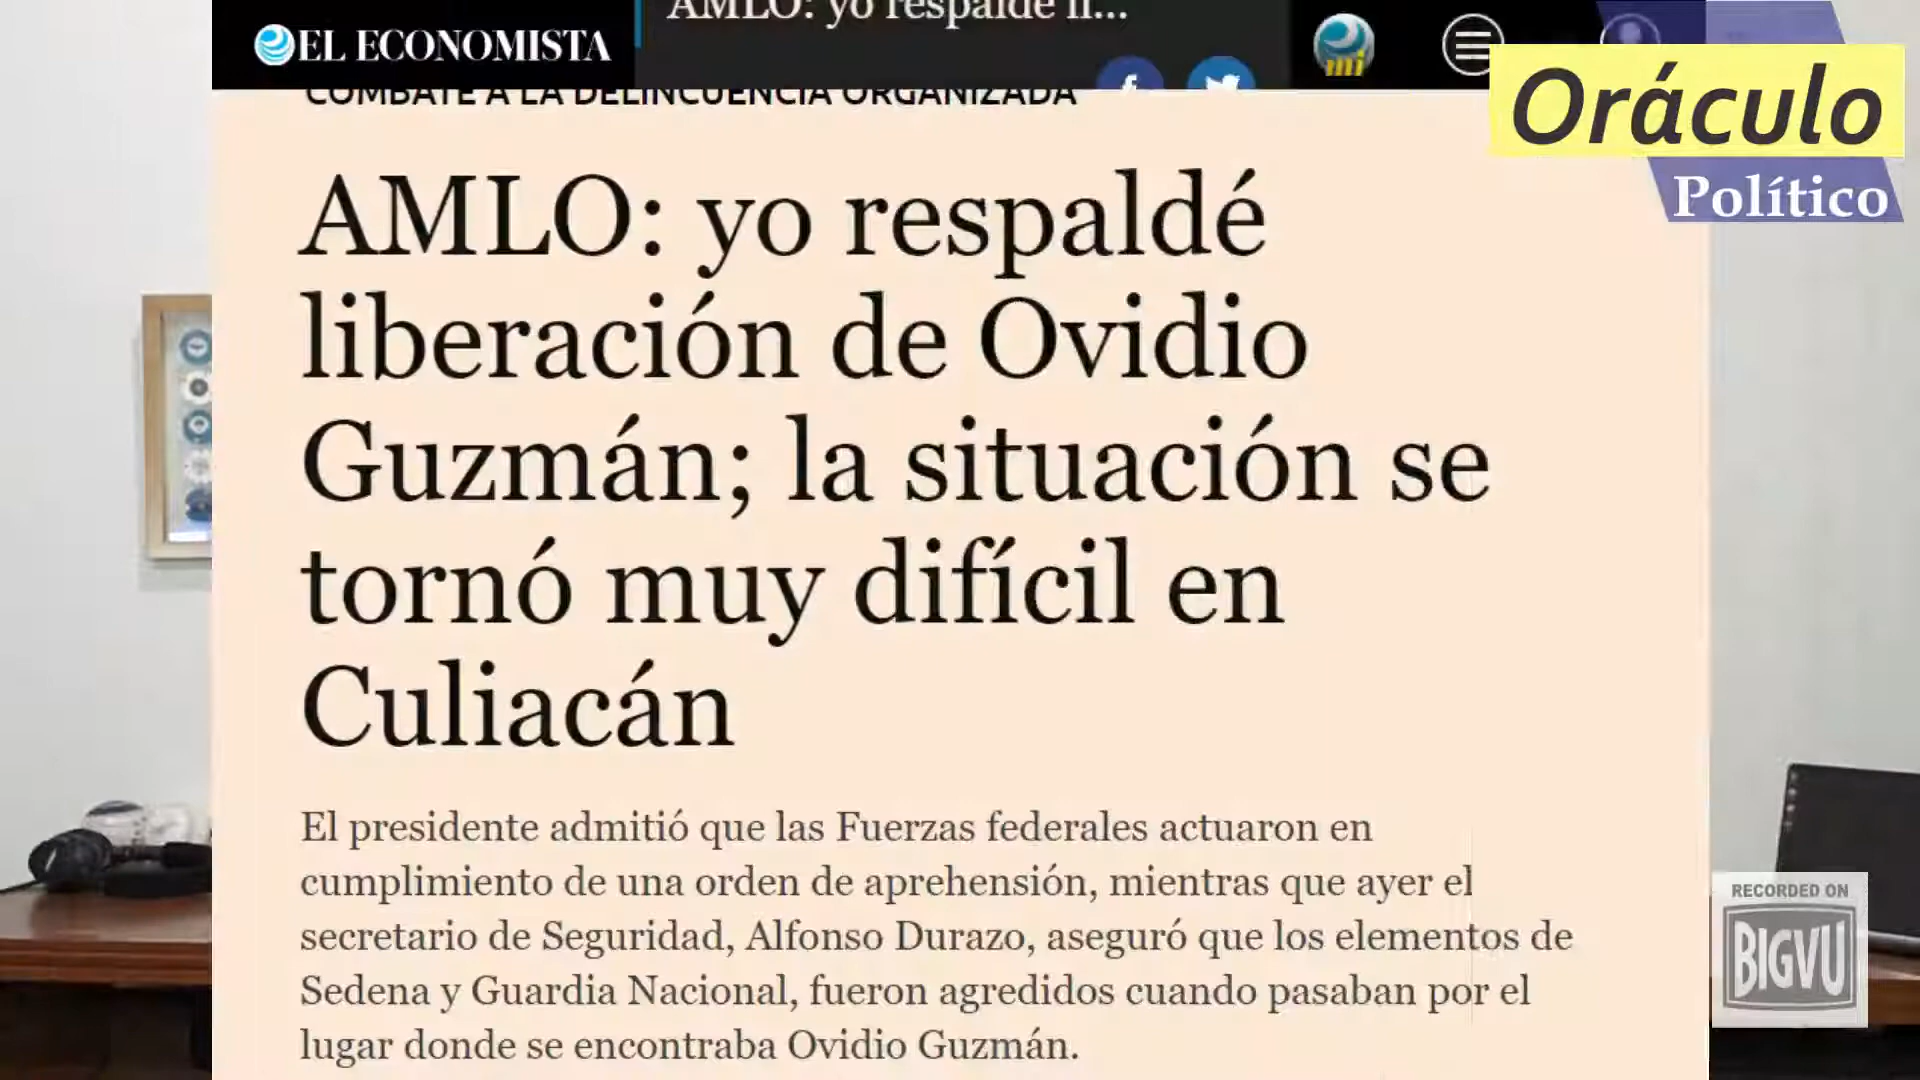 AMLO: yo respaldé li...
EL ECONOMISTA
mi
Oráculo
Político
COMBATE A LA DELINCUENCIA ORGANIZADA
AMLO: yo respaldé
liberación de Ovidio
Guzmán; la situación se
tornó muy difícil en
Culiacán
El presidente admitió que las Fuerzas federales actuaron en
cumplimiento de una orden de aprehensión, mientras que ayer el
secretario de Seguridad, Alfonso Durazo, aseguró que los elementos de
Sedena y Guardia Nacional, fueron agredidos cuando pasaban por el
lugar donde se encontraba Ovidio Guzmán.
RECORDED ON
BIGVU